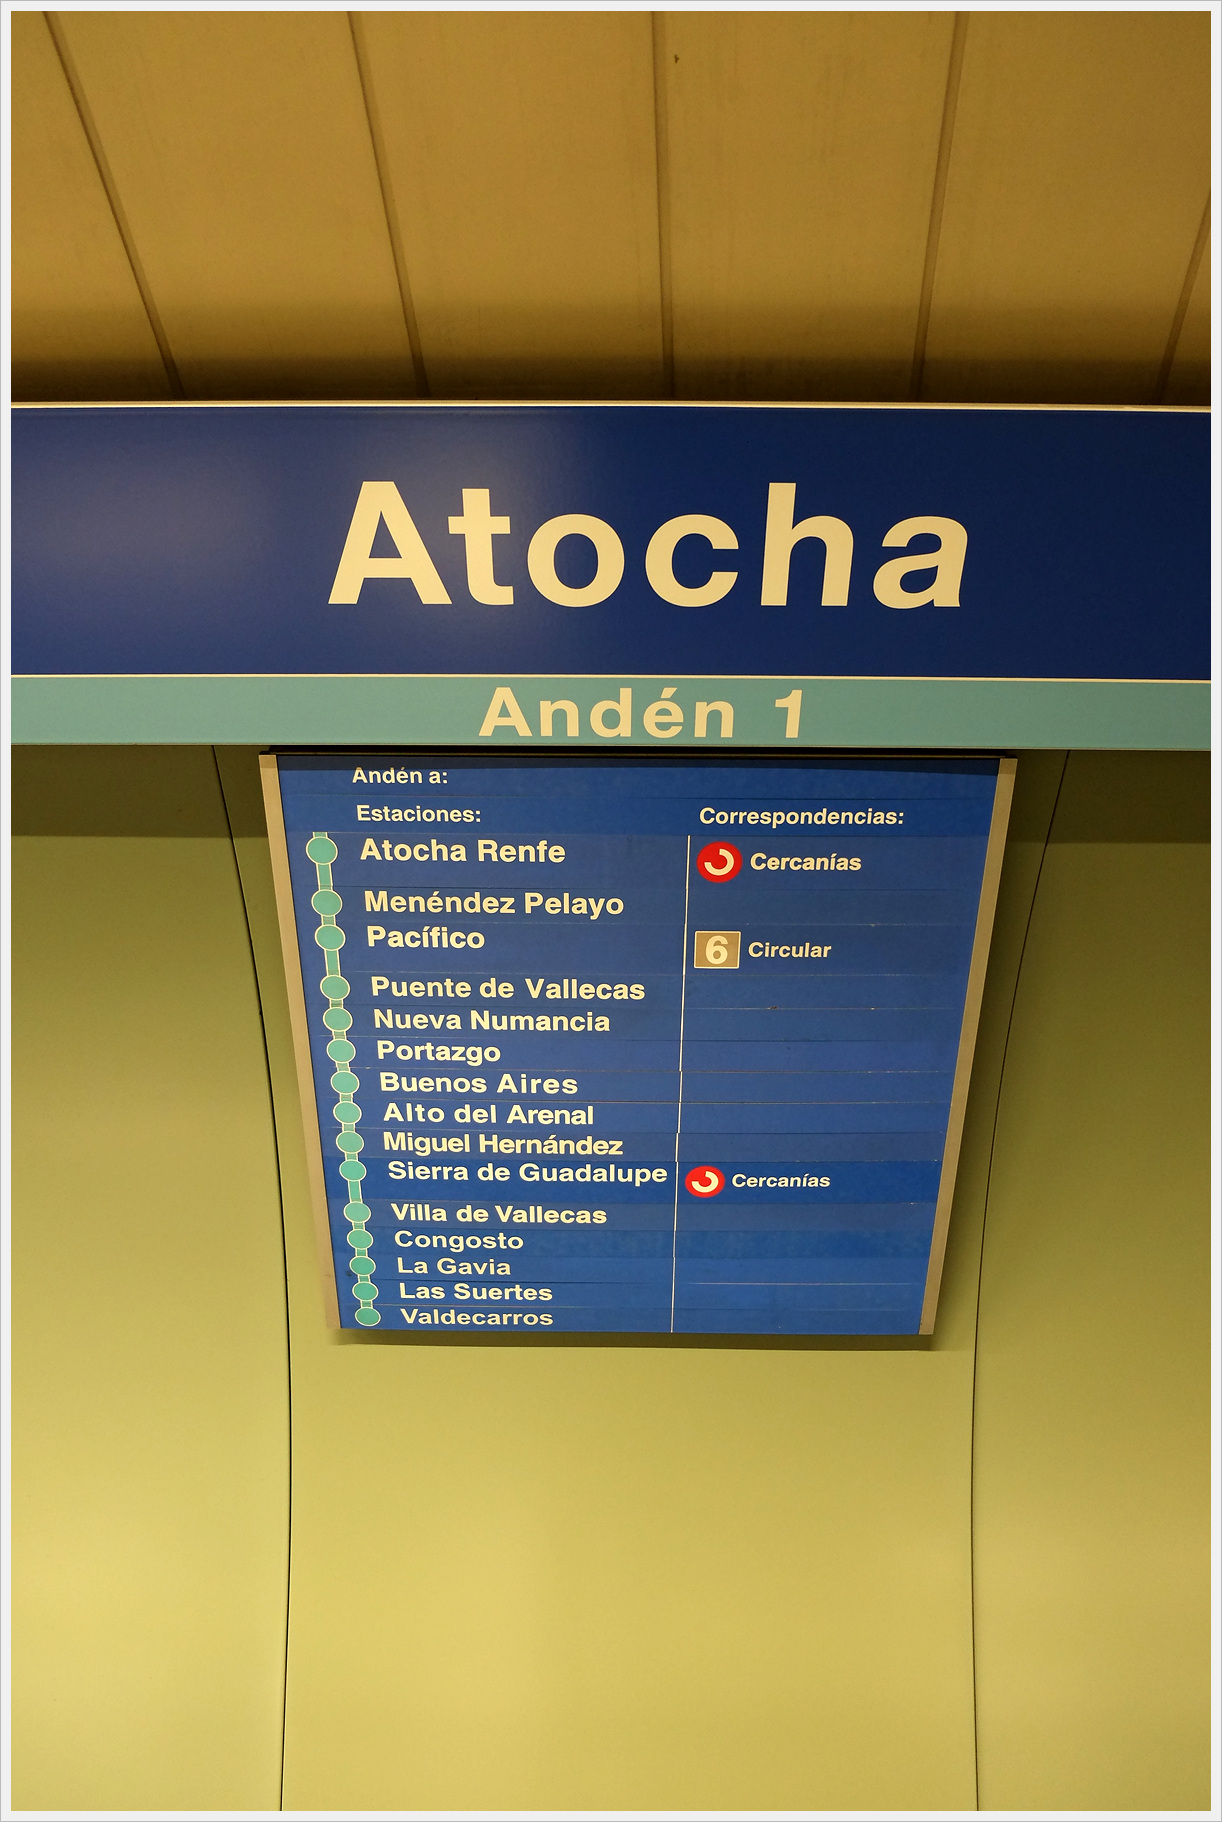 Atocha
Andén 1
Andén a:
Estaciones: Correspondencias:
Atocha Renfe Cercanías
Menéndez Pelayo
Pacífico 6 Circular
Puente de Vallecas
Nueva Numancia
Portazgo
Buenos Aires
Alto del Arenal
Miguel Hernández
Sierra de Guadalupe Cercanías
Villa de Vallecas
Congosto
La Gavia
Las Suertes
Valdecarros